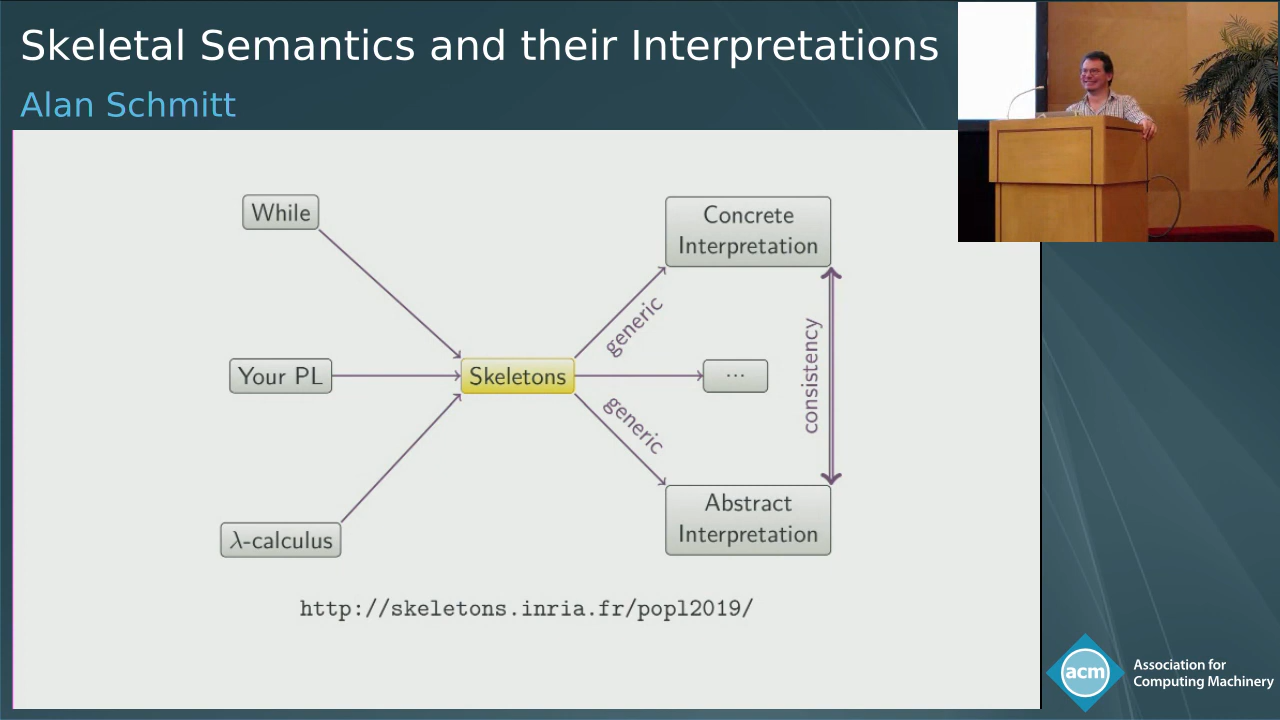 Skeletal Semantics and their Interpretations
Alan Schmitt
While
Concrete
Interpretation
generic
Your PL
Skeletons
...
consistency
generic
Abstract
Interpretation
λ-calculus
http://skeletons.inria.fr/popl2019/
acm
Association for
Computing Machinery